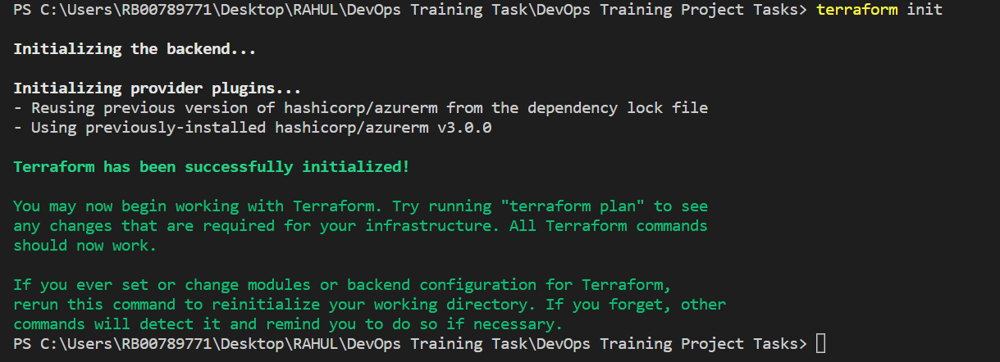 PS C:\Users\RB00789771\Desktop\RAHUL\DevOps Training Task\DevOps Training Project Tasks> terraform init
Initializing the backend...
Initializing provider plugins...
- Reusing previous version of hashicorp/azurerm from the dependency lock file
- Using previously-installed hashicorp/azurerm v3.0.0
Terraform has been successfully initialized!
You may now begin working with Terraform. Try running "terraform plan" to see
any changes that are required for your infrastructure. All Terraform commands
should now work.
If you ever set or change modules or backend configuration for Terraform,
rerun this command to reinitialize your working directory. If you forget, other
commands will detect it and remind you to do so if necessary.
PS C:\Users\RB00789771\Desktop\RAHUL\DevOps Training Task\DevOps Training Project Tasks>